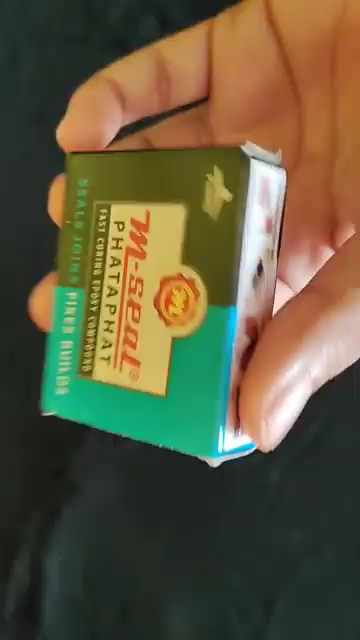 m-seal®
PHATAPHAT
FAST CURING EPOXY COMPOUND
SEALS JOINS FIXES BUILDS